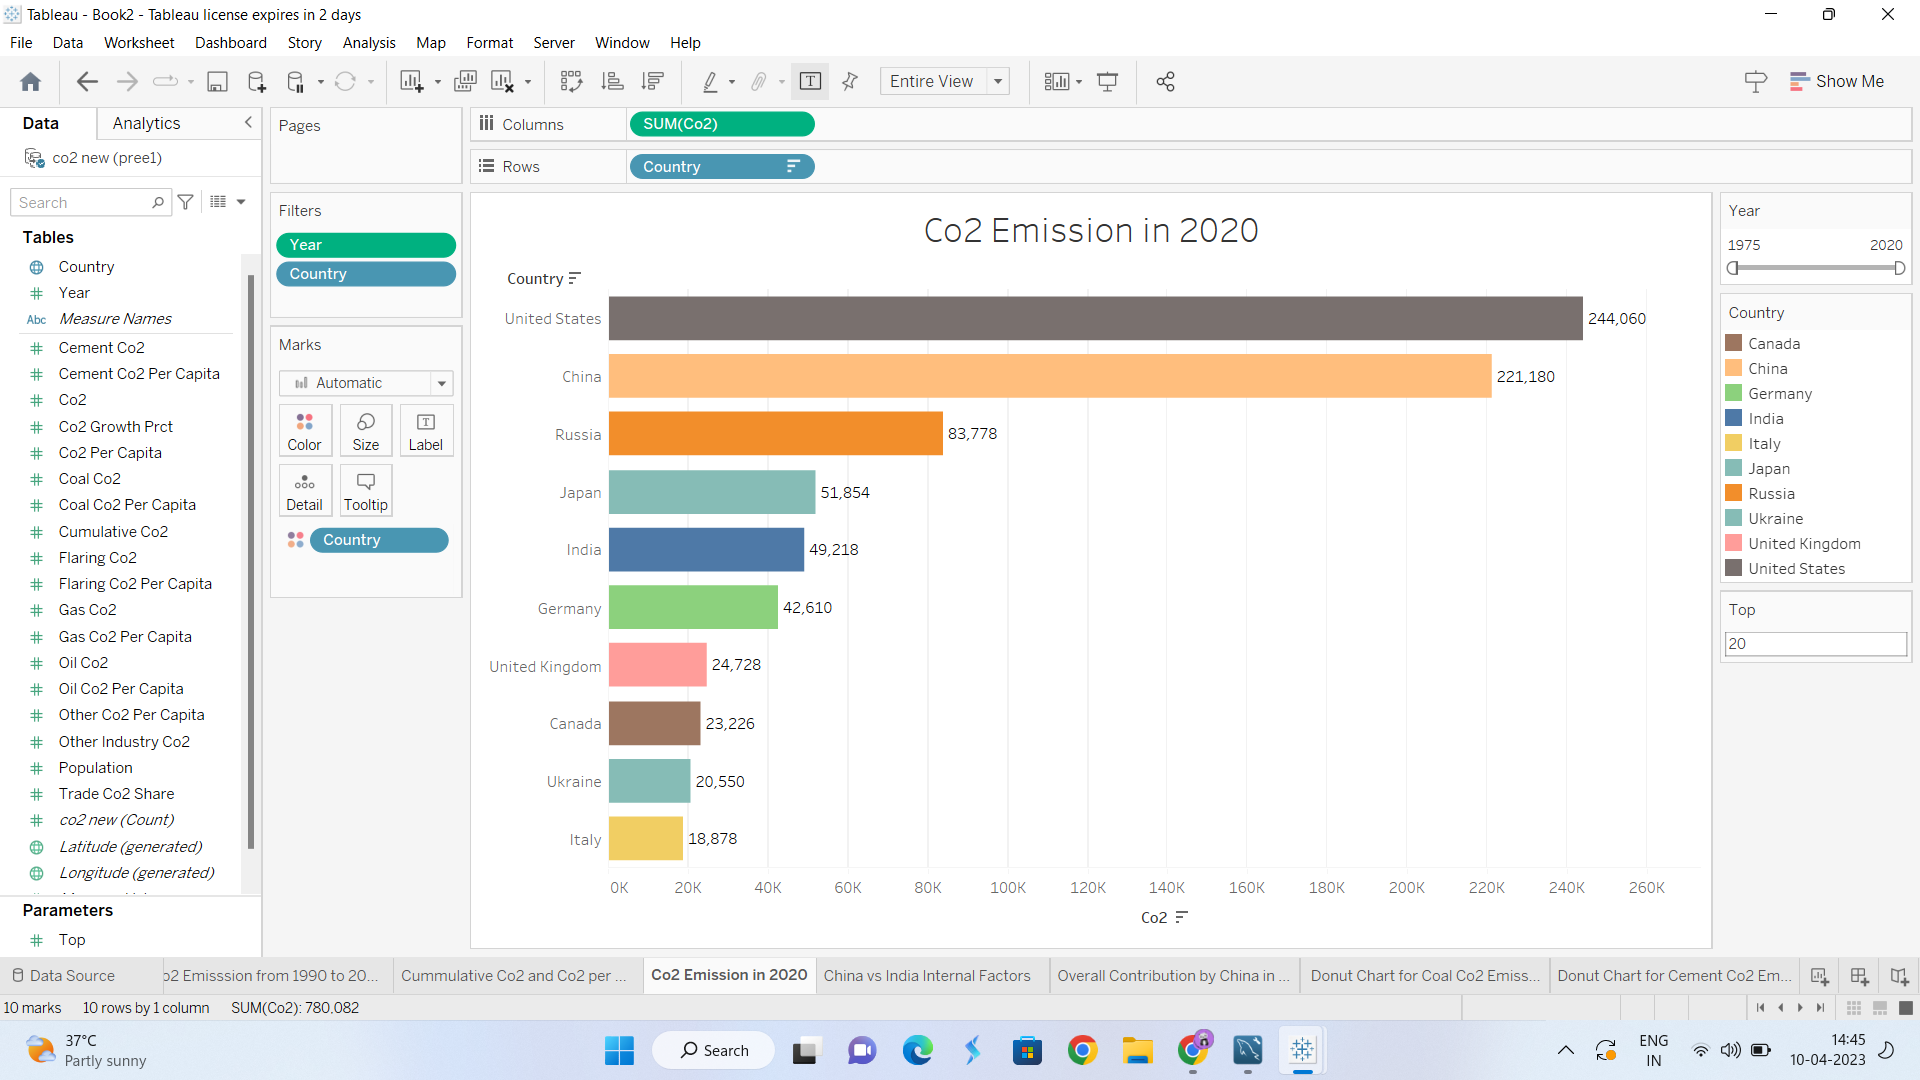 Tableau - Book2 - Tableau license expires in 2 days
File Data Worksheet Dashboard Story Analysis Map Format Server Window Help
Entire View
Show Me
Data Analytics
co2 new (pree1)
Search
Tables
Country
Year
Abc Measure Names
Cement Co2
Cement Co2 Per Capita
Co2
Co2 Growth Prct
Co2 Per Capita
Coal Co2
Coal Co2 Per Capita
Cumulative Co2
Flaring Co2
Flaring Co2 Per Capita
Gas Co2
Gas Co2 Per Capita
Oil Co2
Oil Co2 Per Capita
Other Co2 Per Capita
Other Industry Co2
Population
Trade Co2 Share
co2 new (Count)
Latitude (generated)
Longitude (generated)
Parameters
Top
Pages
Filters
Year
Country
Marks
Automatic
Color Size Label
Detail Tooltip
Country
Columns SUM(Co2)
Rows Country
Co2 Emission in 2020
Country
United States 244,060
China 221,180
Russia 83,778
Japan 51,854
India 49,218
Germany 42,610
United Kingdom 24,728
Canada 23,226
Ukraine 20,550
Italy 18,878
0K 20K 40K 60K 80K 100K 120K 140K 160K 180K 200K 220K 240K 260K
Co2
Year
1975 2020
Country
Canada
China
Germany
India
Italy
Japan
Russia
Ukraine
United Kingdom
United States
Top
20
Data Source o2 Emisssion from 1990 to 20... Cummulative Co2 and Co2 per ... Co2 Emission in 2020 China vs India Internal Factors Overall Contribution by China in ... Donut Chart for Coal Co2 Emiss... Donut Chart for Cement Co2 Em...
10 marks 10 rows by 1 column SUM(Co2): 780,082
37°C
Partly sunny
Search
ENG
IN
14:45
10-04-2023